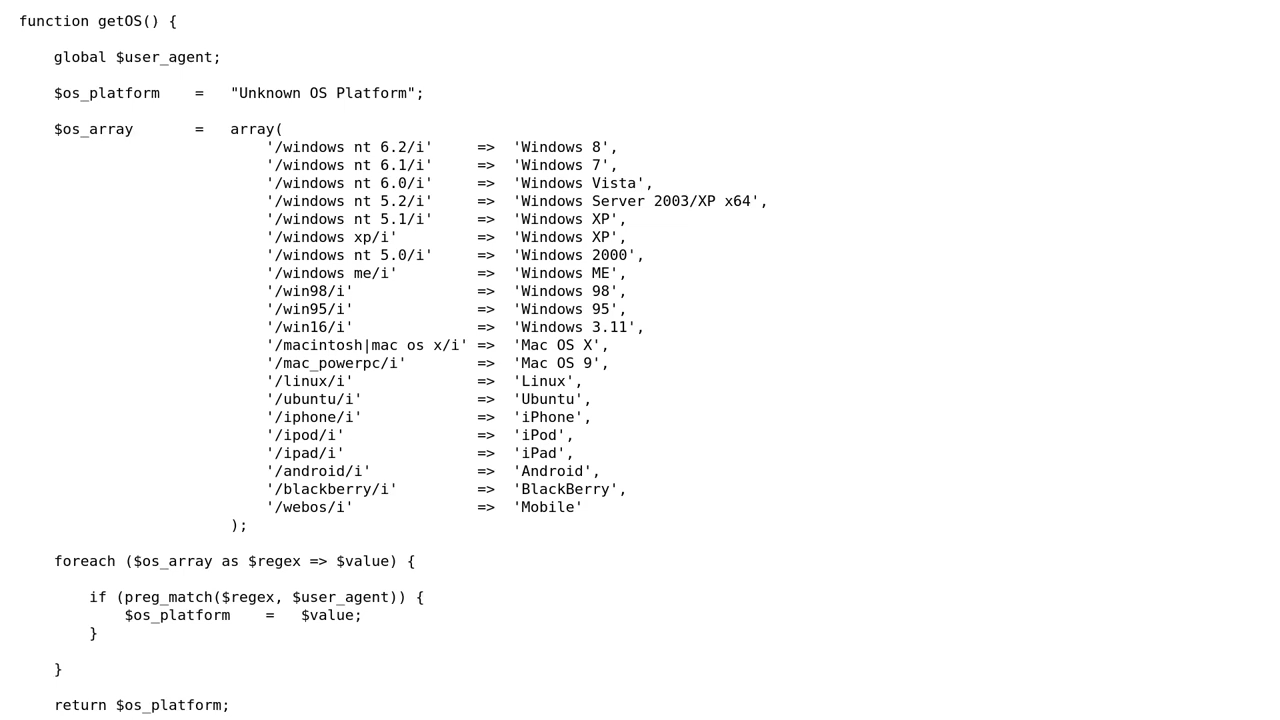 function getOS() {
global $user_agent;
$os_platform    =   "Unknown OS Platform";
$os_array       =   array(
'/windows nt 6.2/i'     =>  'Windows 8',
'/windows nt 6.1/i'     =>  'Windows 7',
'/windows nt 6.0/i'     =>  'Windows Vista',
'/windows nt 5.2/i'     =>  'Windows Server 2003/XP x64',
'/windows nt 5.1/i'     =>  'Windows XP',
'/windows xp/i'         =>  'Windows XP',
'/windows nt 5.0/i'     =>  'Windows 2000',
'/windows me/i'         =>  'Windows ME',
'/win98/i'              =>  'Windows 98',
'/win95/i'              =>  'Windows 95',
'/win16/i'              =>  'Windows 3.11',
'/macintosh|mac os x/i' =>  'Mac OS X',
'/mac_powerpc/i'        =>  'Mac OS 9',
'/linux/i'              =>  'Linux',
'/ubuntu/i'             =>  'Ubuntu',
'/iphone/i'             =>  'iPhone',
'/ipod/i'               =>  'iPod',
'/ipad/i'               =>  'iPad',
'/android/i'            =>  'Android',
'/blackberry/i'         =>  'BlackBerry',
'/webos/i'              =>  'Mobile'
);
foreach ($os_array as $regex => $value) {
if (preg_match($regex, $user_agent)) {
$os_platform    =   $value;
}
}
return $os_platform;